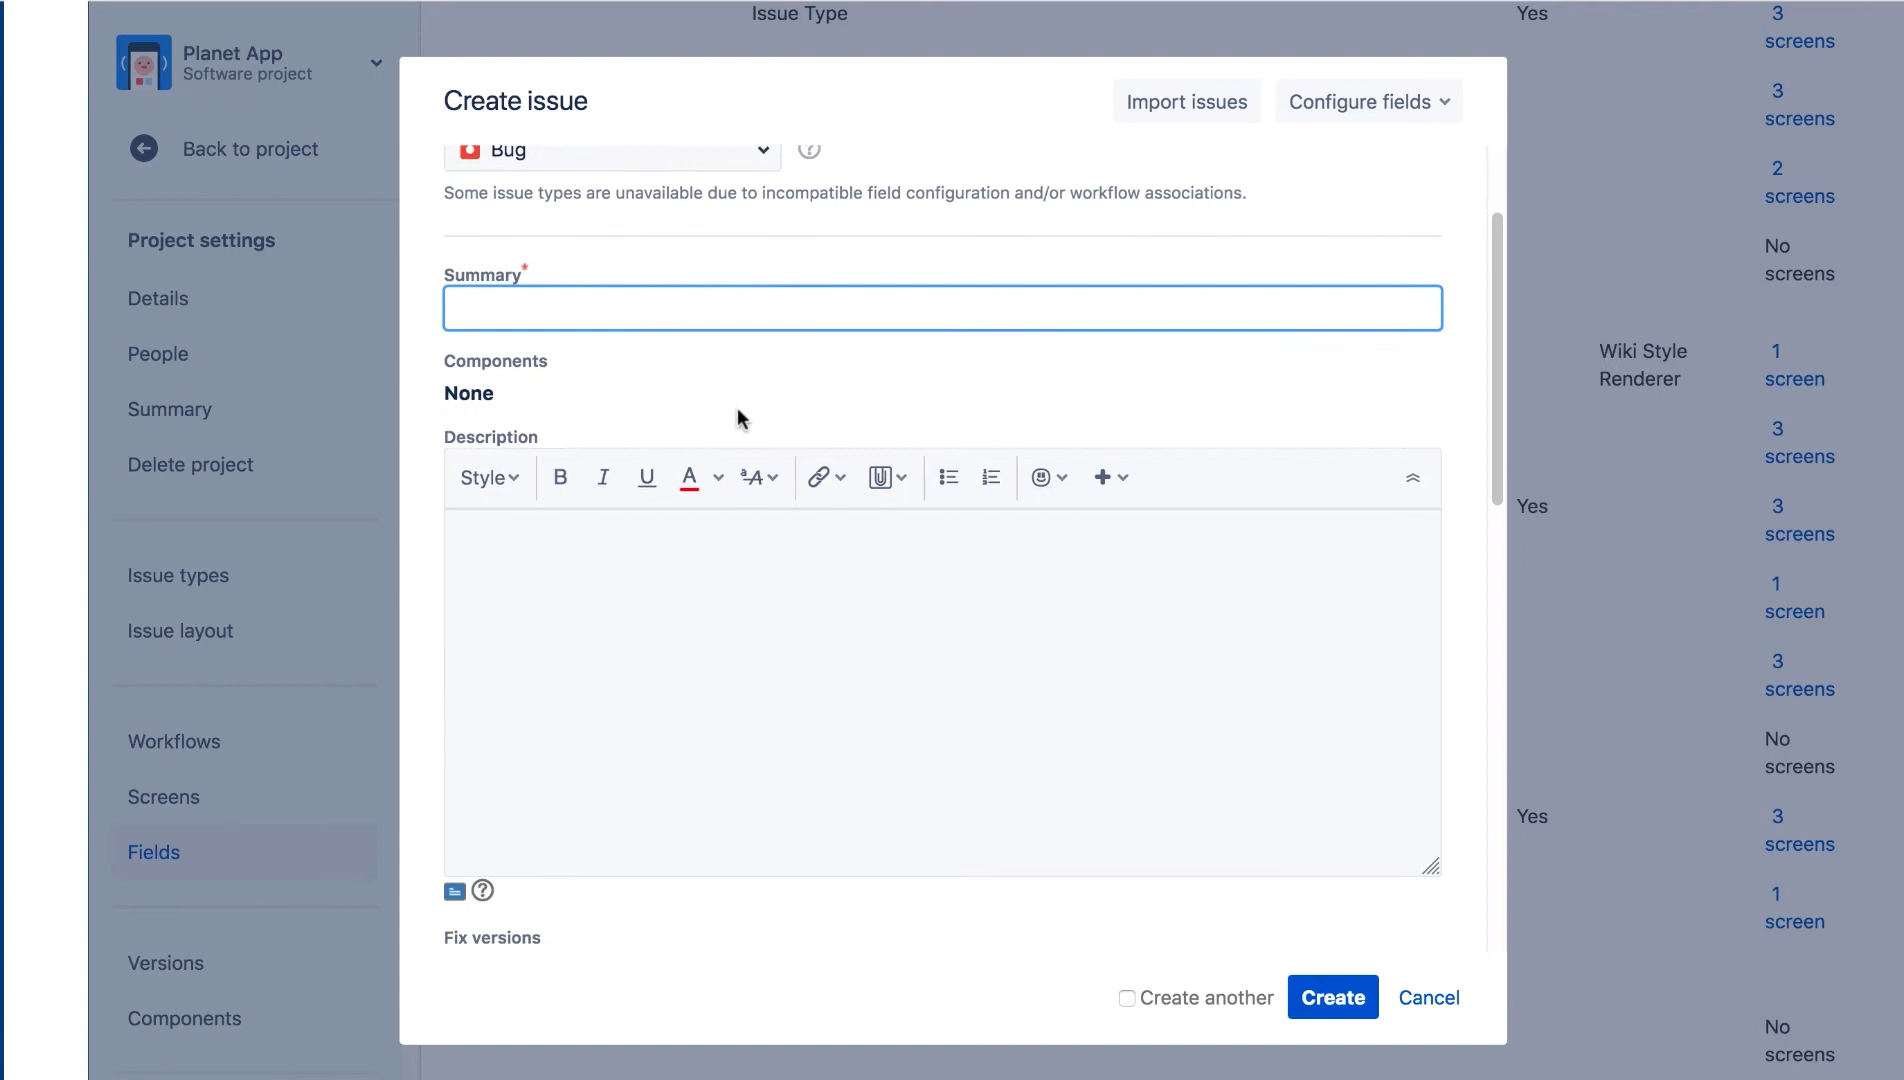 Planet App
Software project
Back to project
Project settings
Details
People
Summary
Delete project
Issue types
Issue layout
Workflows
Screens
Fields
Versions
Components
Create issue
Import issues
Configure fields
Bug
Some issue types are unavailable due to incompatible field configuration and/or workflow associations.
Summary*
Components
None
Description
Style
B I U A
Fix versions
Create another
Create
Cancel
Issue Type
Yes
3
screens
3
screens
2
screens
No
screens
Wiki Style
Renderer
1
screen
3
screens
Yes
3
screens
1
screen
3
screens
No
screens
Yes
3
screens
1
screen
No
screens